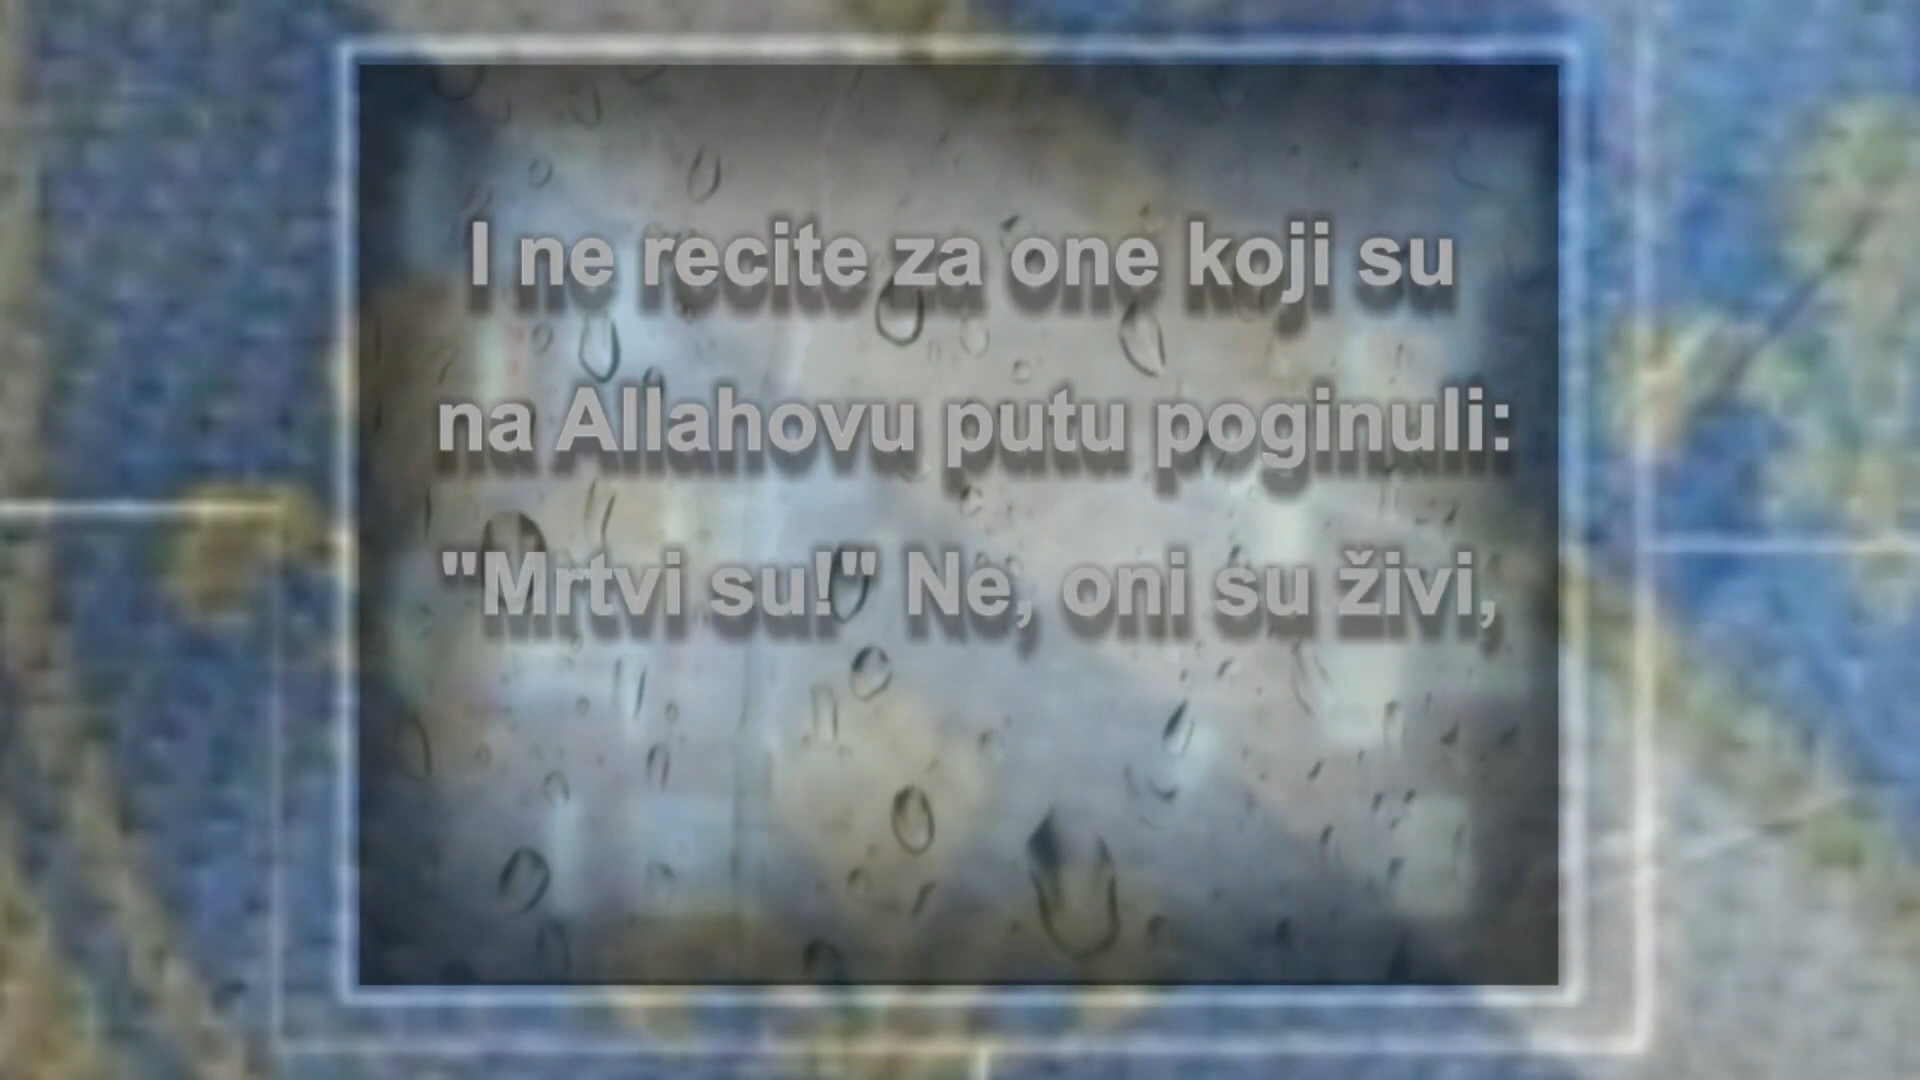 I ne recite za one koji su
na Allahovu putu poginuli:
"Mrtvi su!" Ne, oni su živi,